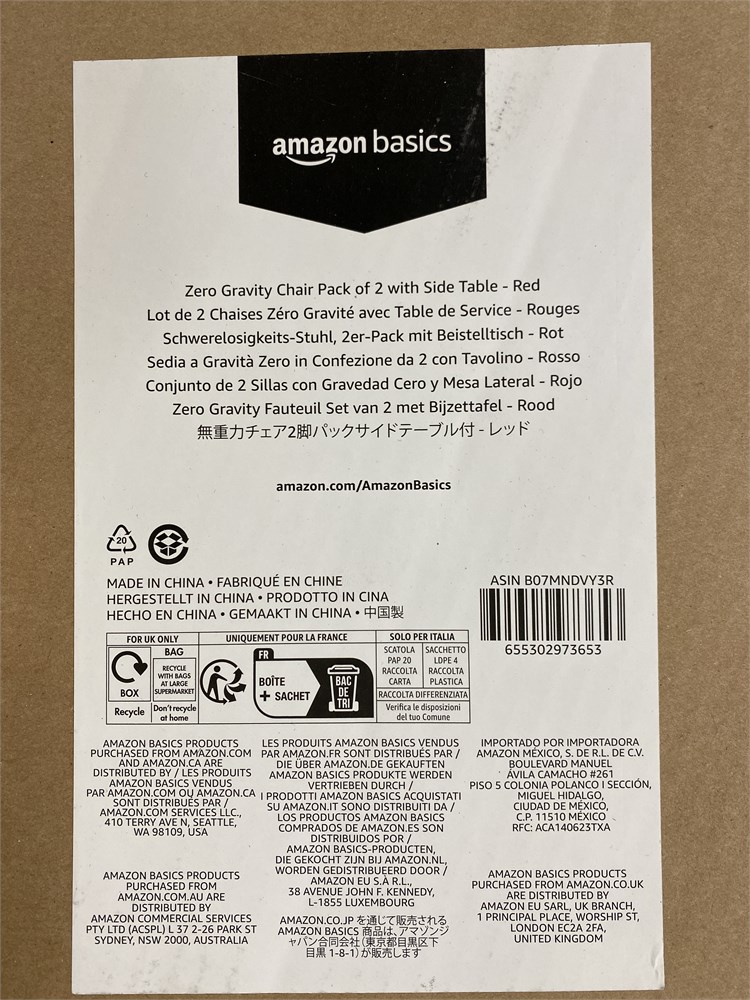 amazon basics
Zero Gravity Chair Pack of 2 with Side Table - Red
Lot de 2 Chaises Zéro Gravité avec Table de Service - Rouges
Schwerelosigkeits-Stuhl, 2er-Pack mit Beistelltisch - Rot
Sedia a Gravità Zero in Confezione da 2 con Tavolino - Rosso
Conjunto de 2 Sillas con Gravedad Cero y Mesa Lateral - Rojo
Zero Gravity Fauteuil Set van 2 met Bijzettafel - Rood
無重力チェア2脚パックサイドテーブル付 - レッド
amazon.com/AmazonBasics
20
PAP
MADE IN CHINA • FABRIQUÉ EN CHINE
HERGESTELLT IN CHINA • PRODOTTO IN CINA
HECHO EN CHINA • GEMAAKT IN CHINA • 中国製
ASIN B07MNDVY3R
655302973653
FOR UK ONLY
BOX
BAG
RECYCLE
WITH BAGS
AT LARGE
SUPERMARKET
Recycle
Don't recycle
at home
UNIQUEMENT POUR LA FRANCE
FR
BOÎTE
+ SACHET
BAC
DE
TRI
SOLO PER ITALIA
SCATOLA
PAP 20
RACCOLTA
CARTA
SACCHETTO
LDPE 4
RACCOLTA
PLASTICA
RACCOLTA DIFFERENZIATA
Verifica le disposizioni
del tuo Comune
AMAZON BASICS PRODUCTS
PURCHASED FROM AMAZON.COM
AND AMAZON.CA ARE
DISTRIBUTED BY / LES PRODUITS
AMAZON BASICS VENDUS
PAR AMAZON.COM OU AMAZON.CA
SONT DISTRIBUÉS PAR /
AMAZON.COM SERVICES LLC.,
410 TERRY AVE N, SEATTLE,
WA 98109, USA
AMAZON BASICS PRODUCTS
PURCHASED FROM
AMAZON.COM.AU ARE
DISTRIBUTED BY
AMAZON COMMERCIAL SERVICES
PTY LTD (ACSPL) L 37 2-26 PARK ST
SYDNEY, NSW 2000, AUSTRALIA
LES PRODUITS AMAZON BASICS VENDUS
PAR AMAZON.FR SONT DISTRIBUÉS PAR /
DIE ÜBER AMAZON.DE GEKAUFTEN
AMAZON BASICS PRODUKTE WERDEN
VERTRIEBEN DURCH /
I PRODOTTI AMAZON BASICS ACQUISTATI
SU AMAZON.IT SONO DISTRIBUITI DA /
LOS PRODUCTOS AMAZON BASICS
COMPRADOS DE AMAZON.ES SON
DISTRIBUIDOS POR /
AMAZON BASICS-PRODUCTEN,
DIE GEKOCHT ZIJN BIJ AMAZON.NL,
WORDEN GEDISTRIBUEERD DOOR /
AMAZON EU S.À R.L.,
38 AVENUE JOHN F. KENNEDY,
L-1855 LUXEMBOURG
AMAZON.CO.JP を通じて販売される
AMAZON BASICS 商品は、アマゾンジ
ャパン合同会社（東京都目黒区下
目黒 1-8-1）が販売します
IMPORTADO POR IMPORTADORA
AMAZON MÉXICO, S. DE R.L. DE C.V.
BOULEVARD MANUEL
ÁVILA CAMACHO #261
PISO 5 COLONIA POLANCO I SECCIÓN,
MIGUEL HIDALGO,
CIUDAD DE MÉXICO,
C.P. 11510 MÉXICO
RFC: ACA140623TXA
AMAZON BASICS PRODUCTS
PURCHASED FROM AMAZON.CO.UK
ARE DISTRIBUTED BY
AMAZON EU SARL, UK BRANCH,
1 PRINCIPAL PLACE, WORSHIP ST,
LONDON EC2A 2FA,
UNITED KINGDOM